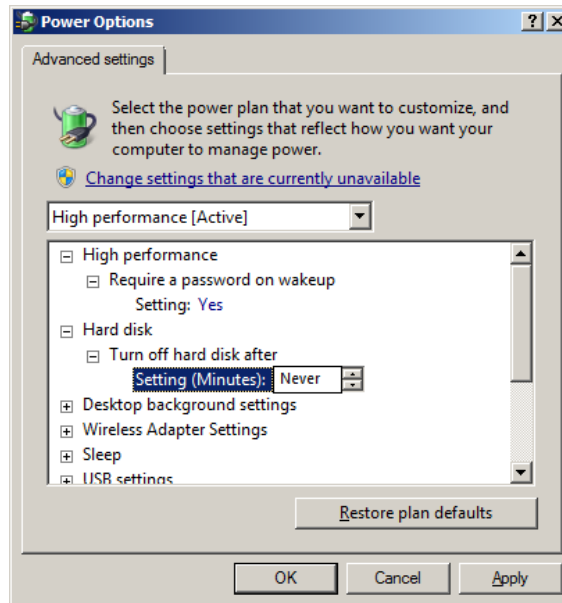 Power Options
Advanced settings
Select the power plan that you want to customize, and
then choose settings that reflect how you want your
computer to manage power.
Change settings that are currently unavailable
High performance [Active]
High performance
Require a password on wakeup
Setting: Yes
Hard disk
Turn off hard disk after
Setting (Minutes): Never
Desktop background settings
Wireless Adapter Settings
Sleep
USB settings
Restore plan defaults
OK Cancel Apply